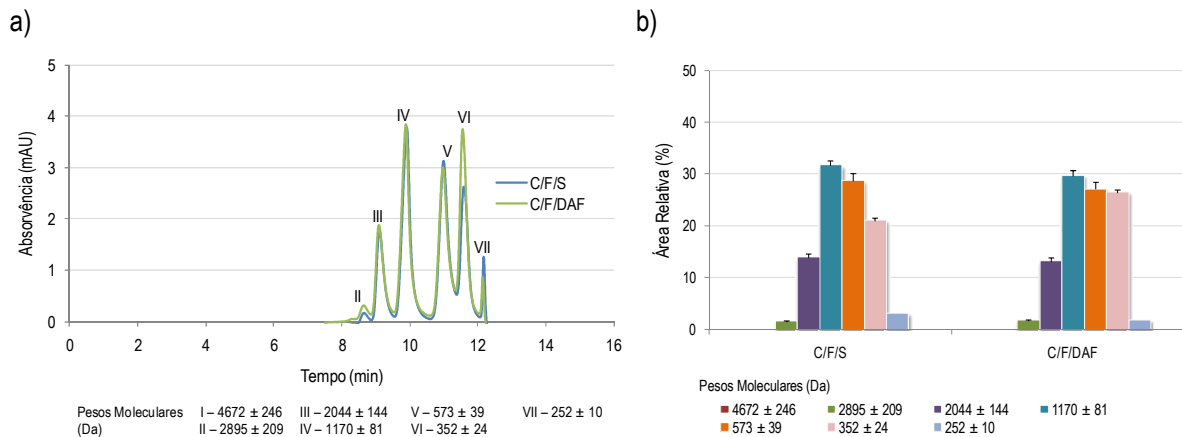 a)
5
4
3
2
1
0
Absorvência (mAU)
II
III
IV
V
VI
VII
C/F/S
C/F/DAF
0 2 4 6 8 10 12 14 16
Tempo (min)
Pesos Moleculares (Da)
I – 4672 ± 246 III – 2044 ± 144 V – 573 ± 39 VII – 252 ± 10
II – 2895 ± 209 IV – 1170 ± 81 VI – 352 ± 24
b)
50
40
30
20
10
0
Área Relativa (%)
C/F/S C/F/DAF
Pesos Moleculares (Da)
4672 ± 246 2895 ± 209 2044 ± 144 1170 ± 81
573 ± 39 352 ± 24 252 ± 10